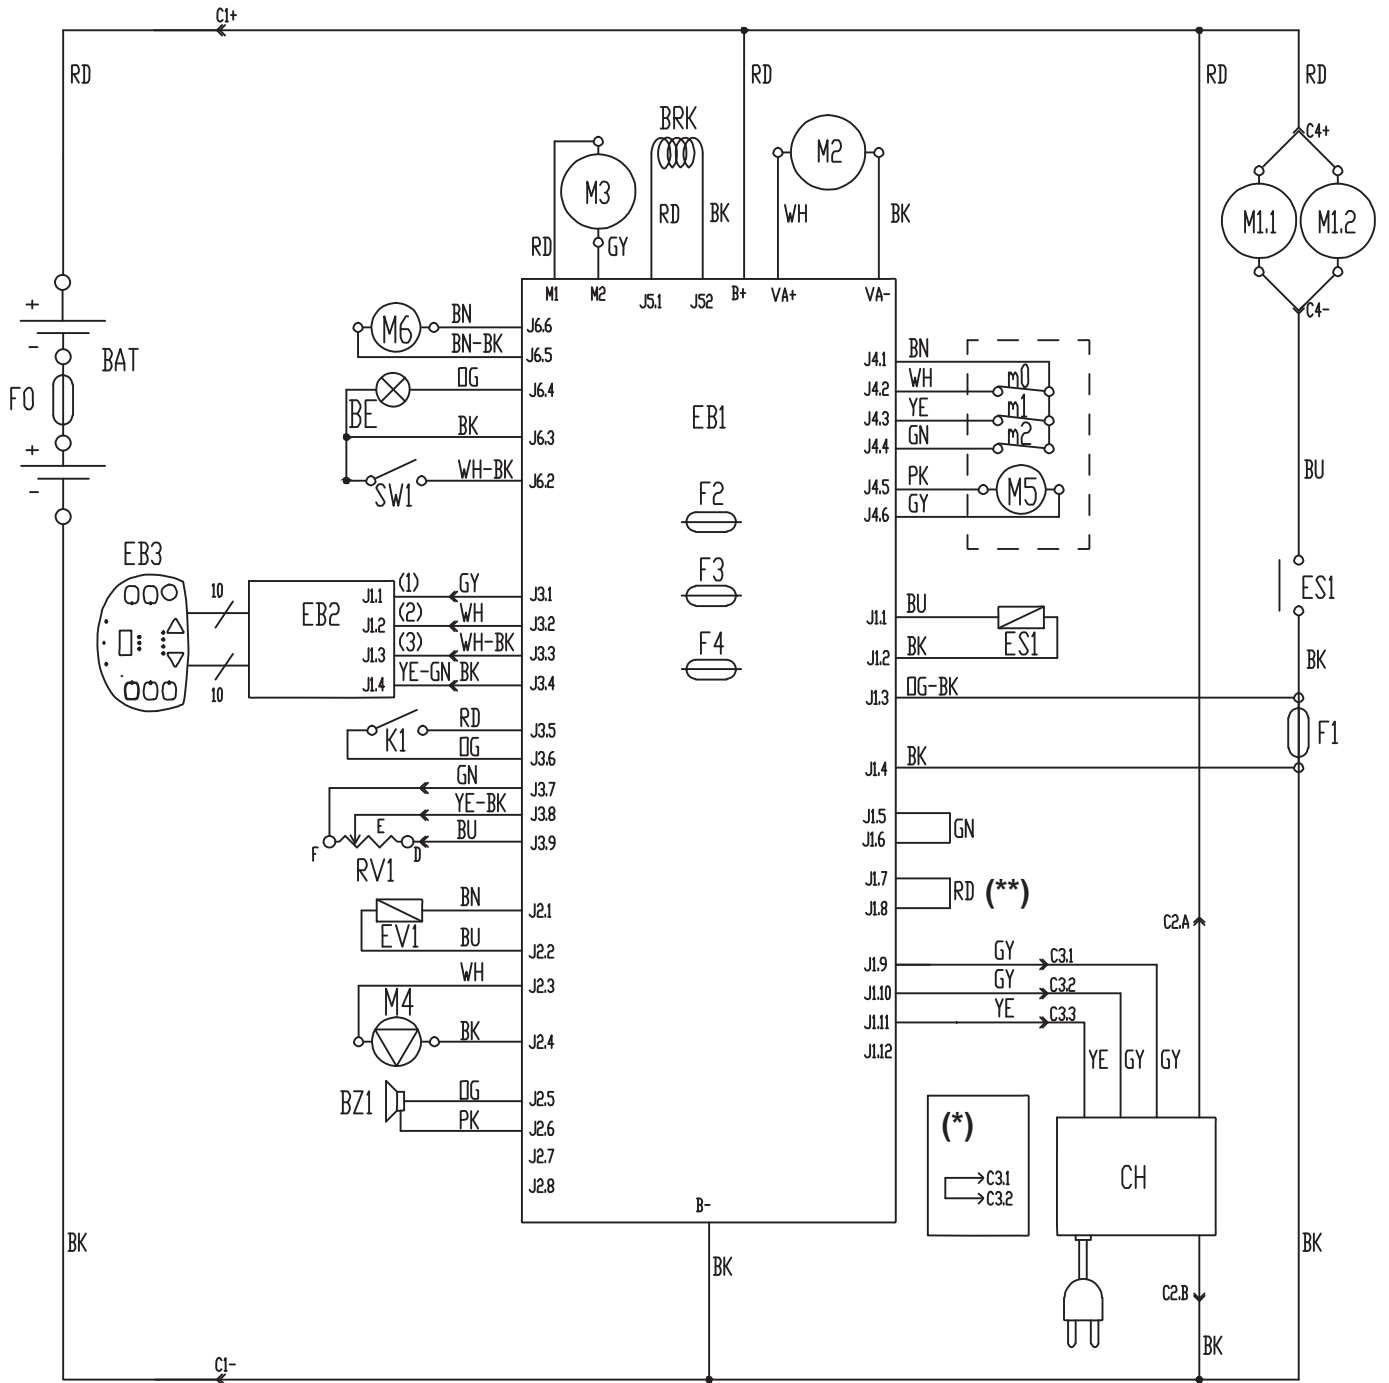 C1+
RD
RD
RD
RD
BRK
M2
C4+
M3
RD
BK
WH
BK
M1.1
M1.2
RD
GY
M1
M2
J5.1
J52
B+
VA+
VA-
C4-
+
-
BAT
F0
+
-
M6
BN
J6.6
BN-BK
J6.5
BE
OG
J6.4
BK
J6.3
SW1
WH-BK
J6.2
EB1
F2
F3
F4
J4.1
BN
J4.2
WH
m0
J4.3
YE
m1
J4.4
GN
m2
J4.5
PK
M5
J4.6
GY
BU
ES1
EB3
10
10
EB2
J1.1
(1)
GY
J3.1
J1.2
(2)
WH
J3.2
J1.3
(3)
WH-BK
J3.3
J1.4
YE-GN
BK
J3.4
J1.1
BU
ES1
J1.2
BK
BK
J1.3
OG-BK
F1
J1.4
BK
K1
RD
J3.5
OG
J3.6
GN
J3.7
YE-BK
J3.8
E
BU
J3.9
F
D
RV1
J1.5
J1.6
GN
J1.7
J1.8
RD (**)
BN
J2.1
EV1
BU
J2.2
WH
J2.3
M4
BK
J2.4
BZ1
OG
J2.5
PK
J2.6
J2.7
J2.8
C2.A
J1.9
GY
C3.1
J1.10
GY
C3.2
J1.11
YE
C3.3
J1.12
YE
GY
GY
(*)
C3.1
C3.2
CH
B-
BK
BK
BK
C2.B
BK
C1-